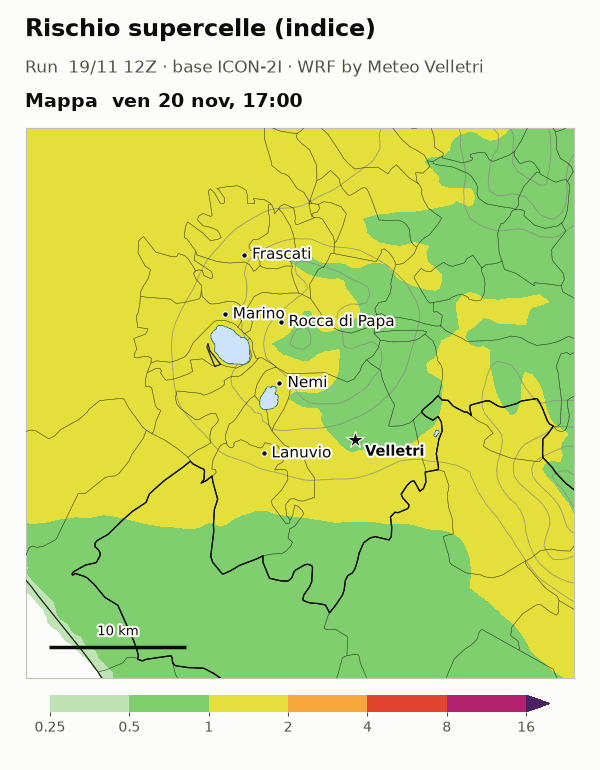 Rischio supercelle (indice)
Run 19/11 12Z · base ICON-2I · WRF by Meteo Velletri
Mappa ven 20 nov, 17:00
Frascati
Marino
Rocca di Papa
Nemi
Velletri
Lanuvio
10 km
0.25 0.5 1 2 4 8 16